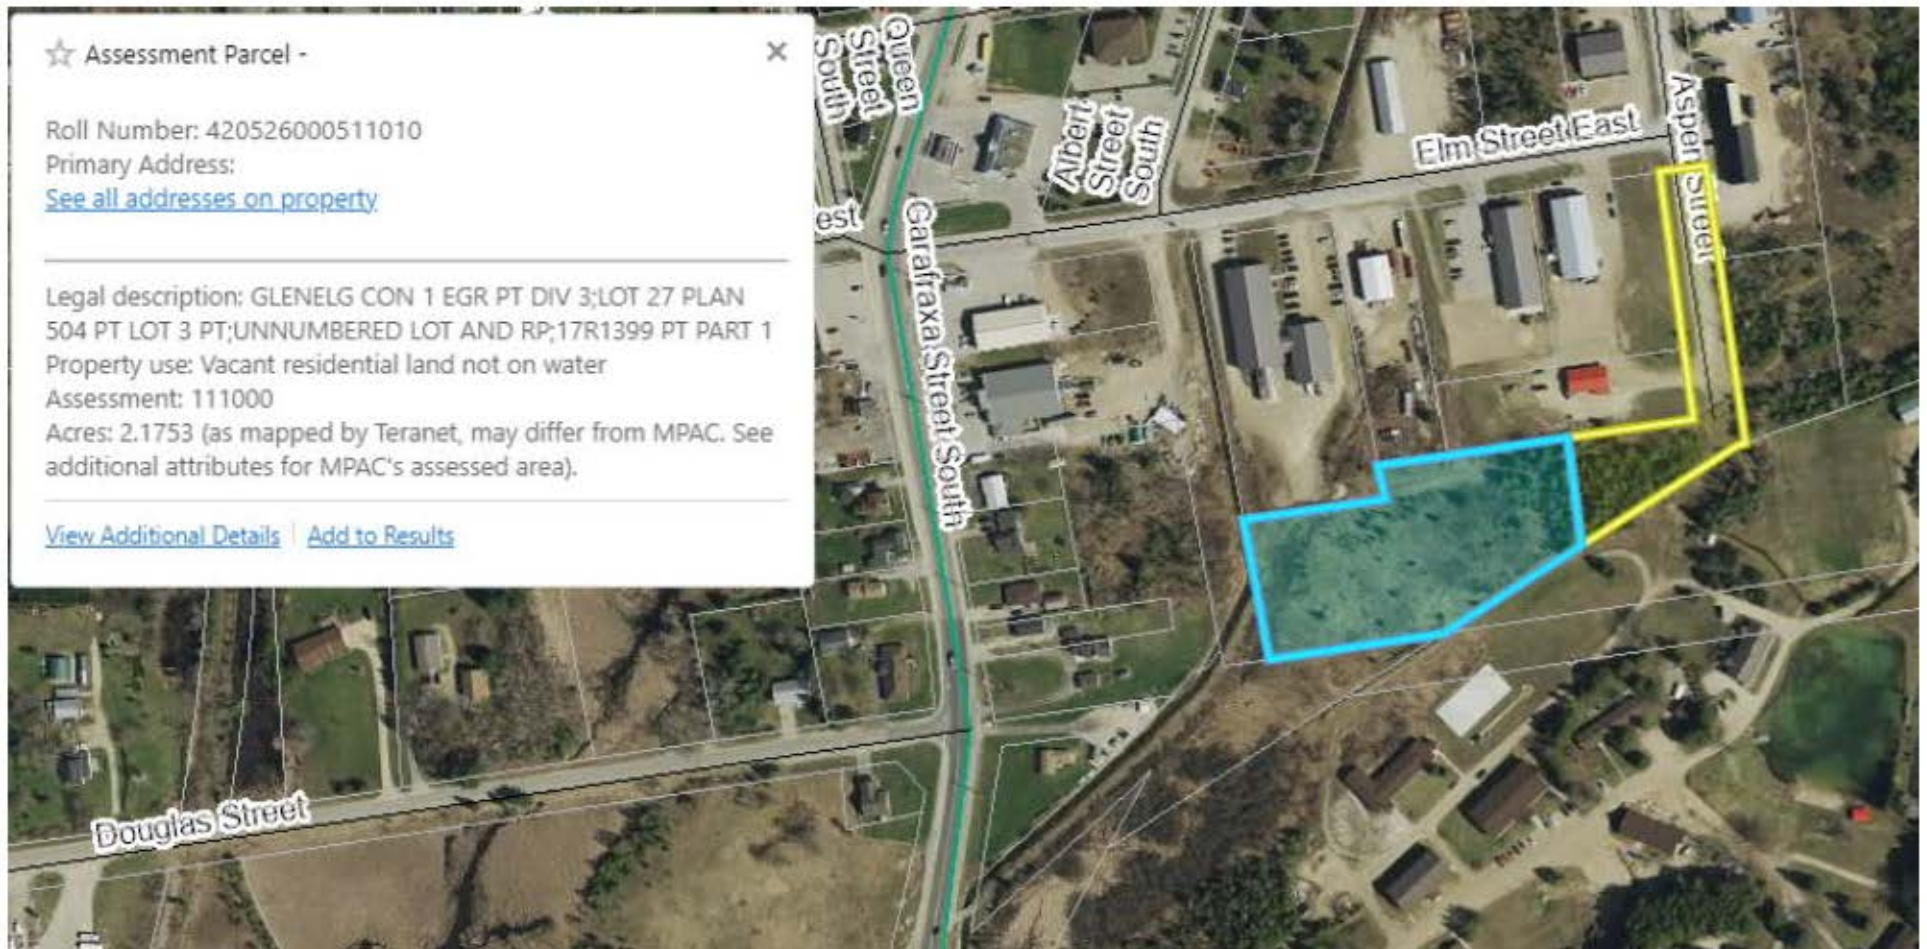 Assessment Parcel -
Roll Number: 420526000511010
Primary Address:
See all addresses on property
Legal description: GLENELG CON 1 EGR PT DIV 3;LOT 27 PLAN
504 PT LOT 3 PT;UNNUMBERED LOT AND RP;17R1399 PT PART 1
Property use: Vacant residential land not on water
Assessment: 111000
Acres: 2.1753 (as mapped by Teranet, may differ from MPAC. See
additional attributes for MPAC's assessed area).
View Additional Details
Add to Results
Queen
Street
South
Albert
Street
South
Elm Street East
Aspen Street
est
Garafraxa Street South
Douglas Street